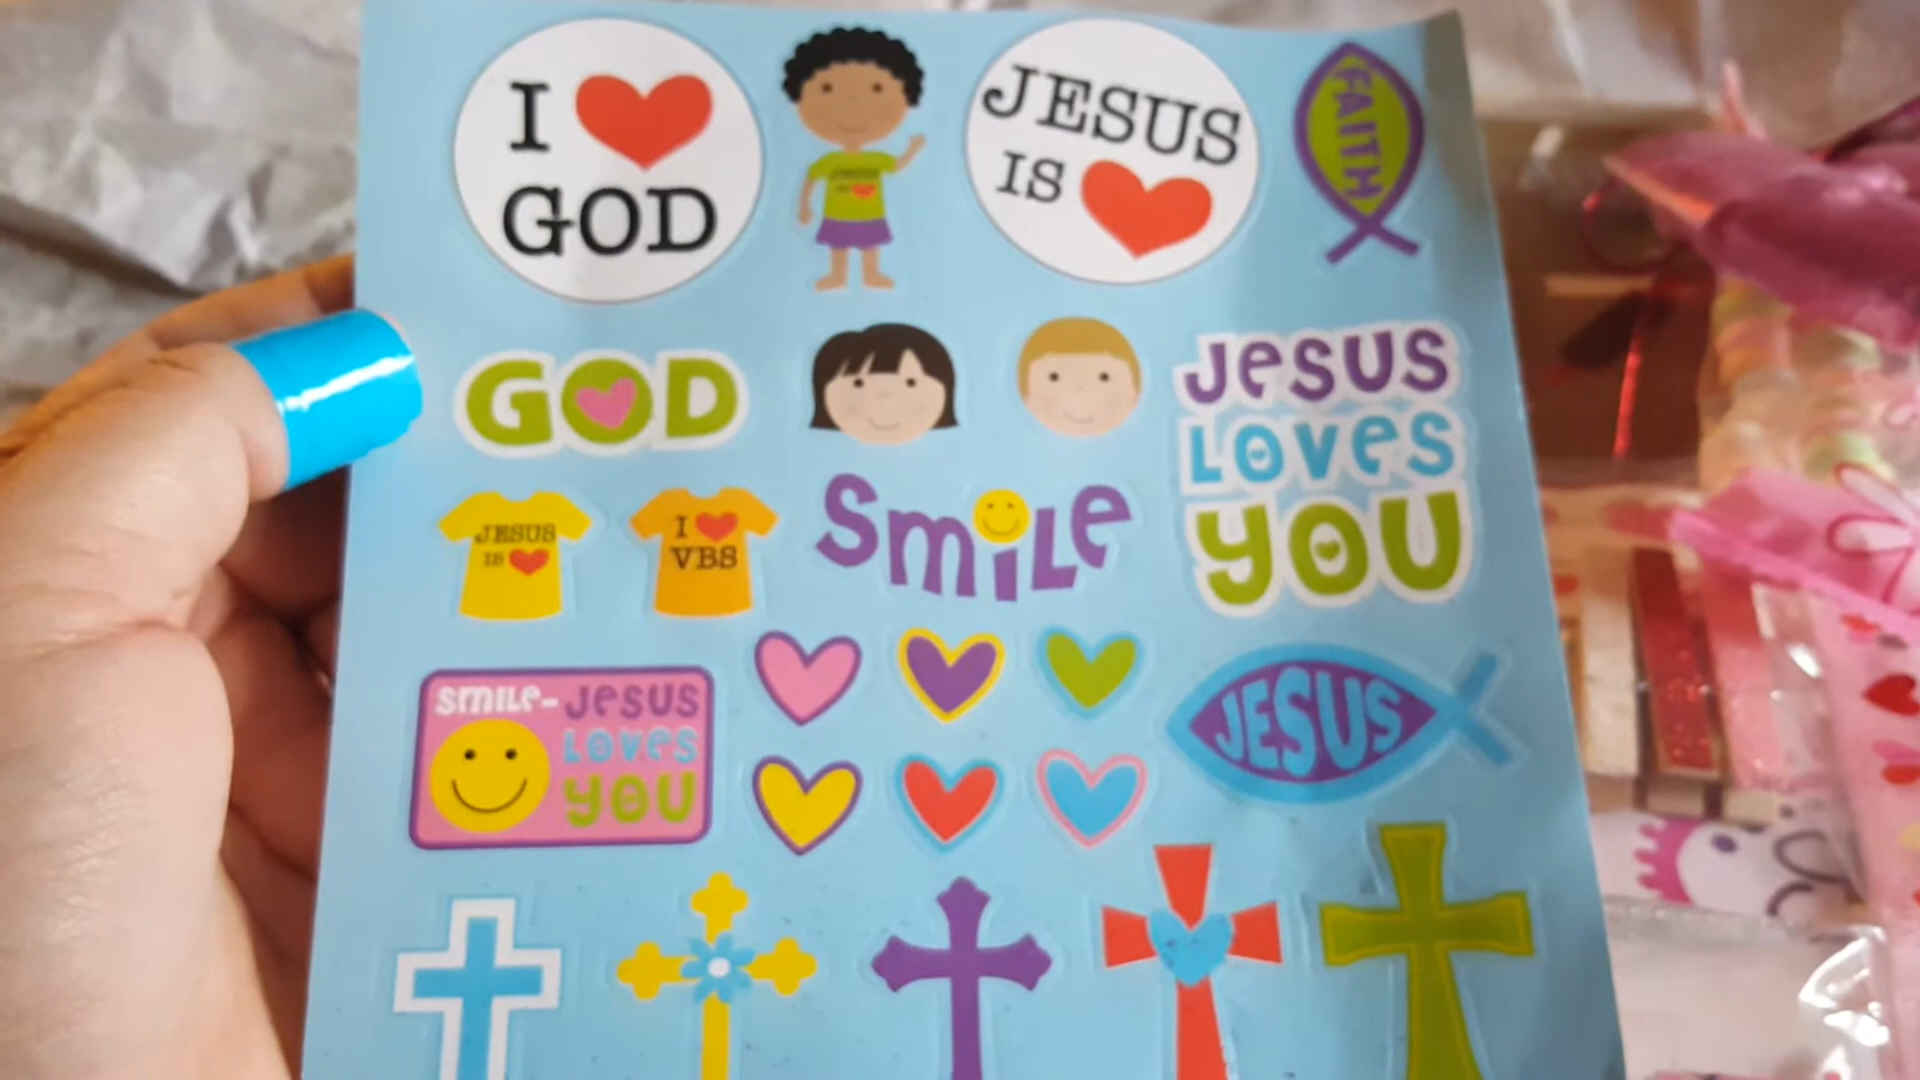 I ❤
GOD
JESUS
IS ❤
FAITH
GOD
JESUS
LOVES
YOU
JESUS
IS ❤
I ❤
VBS
SmiLe
SMILE-JESUS
LOVES
YOU
JESUS